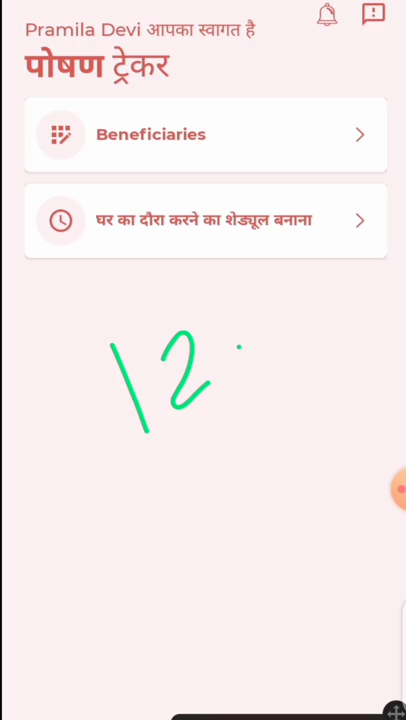 Pramila Devi आपका स्वागत है
पोषण ट्रेकर
Beneficiaries
घर का दौरा करने का शेड्यूल बनाना
12